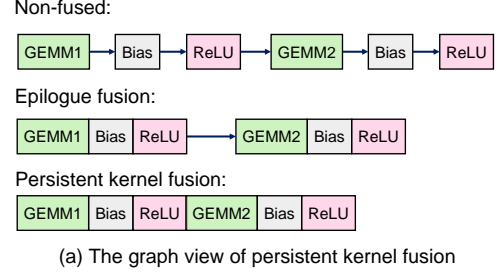 Non-fused:
GEMM1 Bias ReLU GEMM2 Bias ReLU
Epilogue fusion:
GEMM1 Bias ReLU GEMM2 Bias ReLU
Persistent kernel fusion:
GEMM1 Bias ReLU GEMM2 Bias ReLU
(a) The graph view of persistent kernel fusion